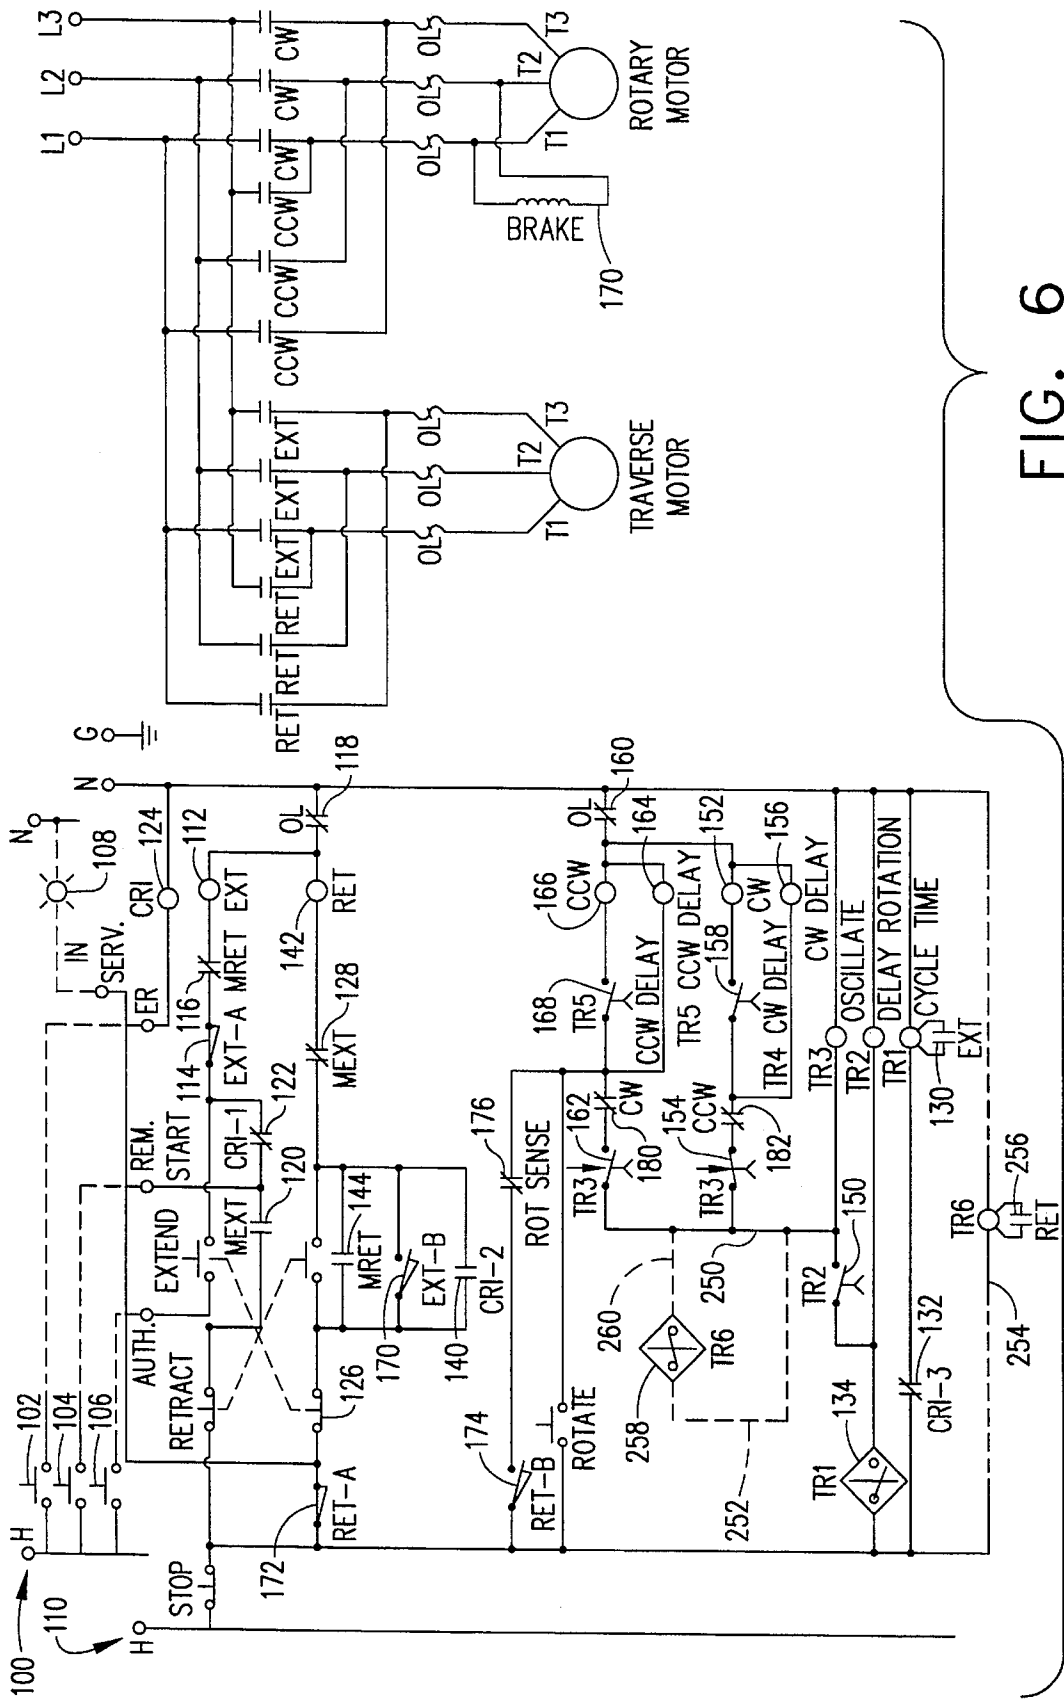 100
H
102
104
106
N
108
IN
SERV.
N
G
L1
L2
L3
110
H
STOP
AUTH.
REM.
START
ER
CRI
124
RETRACT
EXTEND
MEXT
120
CRI-1
122
114
EXT-A
116
MRET
EXT
112
172
RET-A
126
144
MRET
170
EXT-B
140
CRI-2
MEXT
128
142
RET
OL
118
174
RET-B
176
ROT SENSE
ROTATE
TR3
162
180
CW
168
TR5
CCW DELAY
166
CCW
OL
160
164
TR5 CCW DELAY
TR3
154
CCW
182
TR4 CW DELAY
158
CW
152
156
260
258
TR6
250
252
TR2
150
TR3
OSCILLATE
CW DELAY
TR2
DELAY ROTATION
TR1
CYCLE TIME
130
EXT
TR1
134
132
CRI-3
254
TR6
256
RET
RET
RET
RET
EXT
EXT
EXT
CCW
CCW
CCW
CW
CW
CW
OL
OL
OL
OL
OL
OL
T1
T2
T3
TRAVERSE
MOTOR
BRAKE
170
T1
T2
T3
ROTARY
MOTOR
FIG. 6